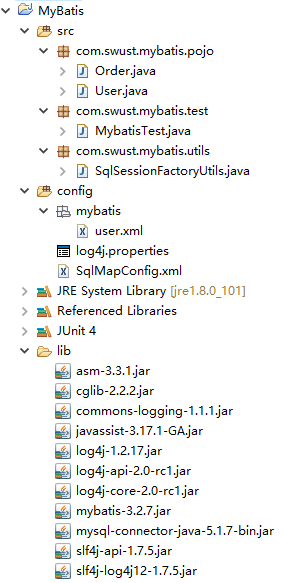 MyBatis
src
com.swust.mybatis.pojo
Order.java
User.java
com.swust.mybatis.test
MybatisTest.java
com.swust.mybatis.utils
SqlSessionFactoryUtils.java
config
mybatis
user.xml
log4j.properties
SqlMapConfig.xml
JRE System Library [jre1.8.0_101]
Referenced Libraries
JUnit 4
lib
asm-3.3.1.jar
cglib-2.2.2.jar
commons-logging-1.1.1.jar
javassist-3.17.1-GA.jar
log4j-1.2.17.jar
log4j-api-2.0-rc1.jar
log4j-core-2.0-rc1.jar
mybatis-3.2.7.jar
mysql-connector-java-5.1.7-bin.jar
slf4j-api-1.7.5.jar
slf4j-log4j12-1.7.5.jar